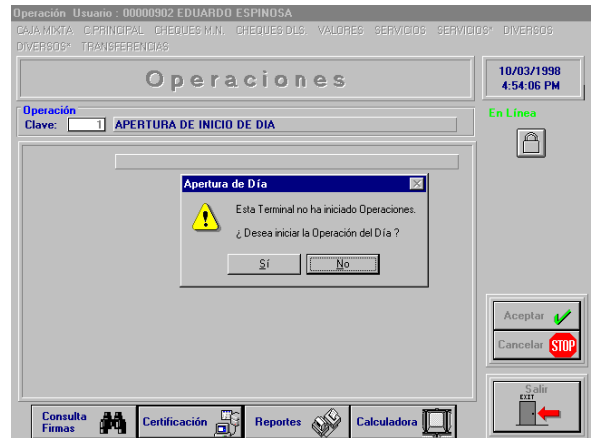 Operación Usuario : 00000902 EDUARDO ESPINOSA
CAJA MIXTA C.PRINCIPAL CHEQUES M.N. CHEQUES DLS. VALORES SERVICIOS SERVICIOS* DIVERSOS
DIVERSOS* TRANSFERENCIAS
Operaciones
10/03/1998
4:54:06 PM
Operación
Clave: 1 APERTURA DE INICIO DE DIA
En Línea
Apertura de Día
Esta Terminal no ha iniciado Operaciones.
¿ Desea iniciar la Operación del Día ?
Sí No
Aceptar
Cancelar STOP
Salir
EXIT
Consulta Firmas
Certificación
Reportes
Calculadora